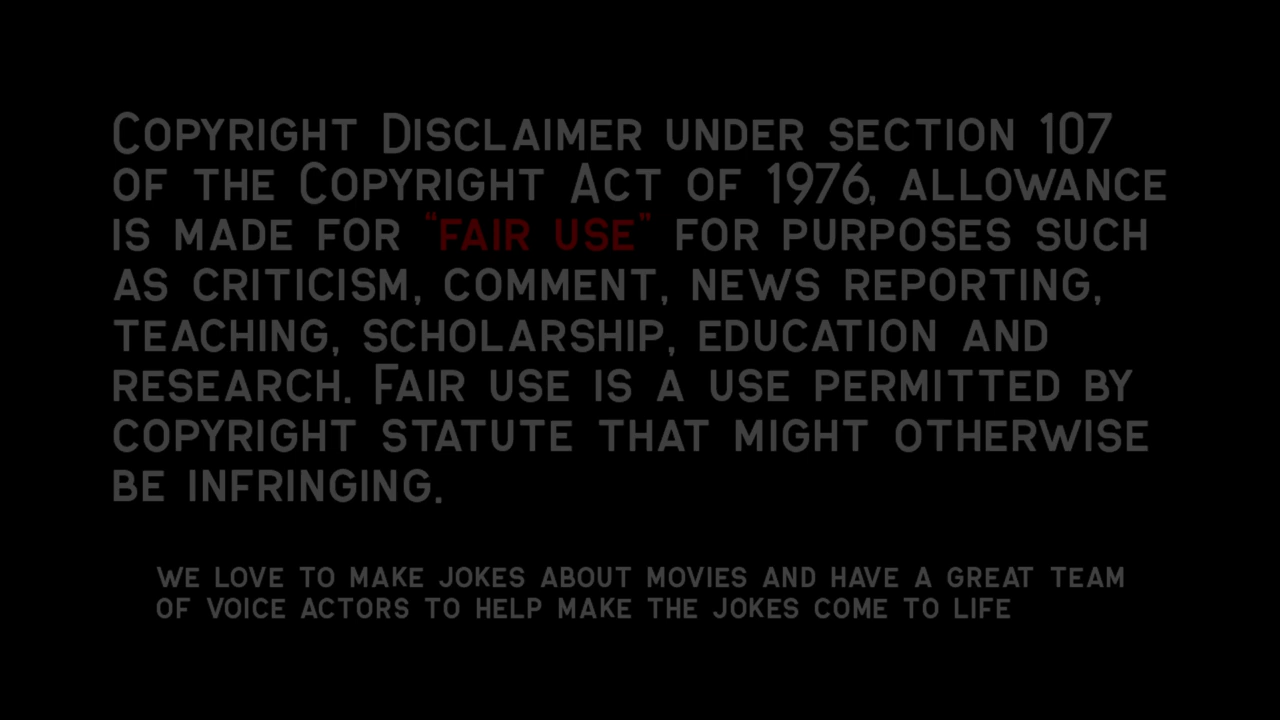 Copyright Disclaimer under section 107
of the Copyright Act of 1976, allowance
is made for “fair use” for purposes such
as criticism, comment, news reporting,
teaching, scholarship, education and
research. Fair use is a use permitted by
copyright statute that might otherwise
be infringing.
we love to make jokes about movies and have a great team
of voice actors to help make the jokes come to life